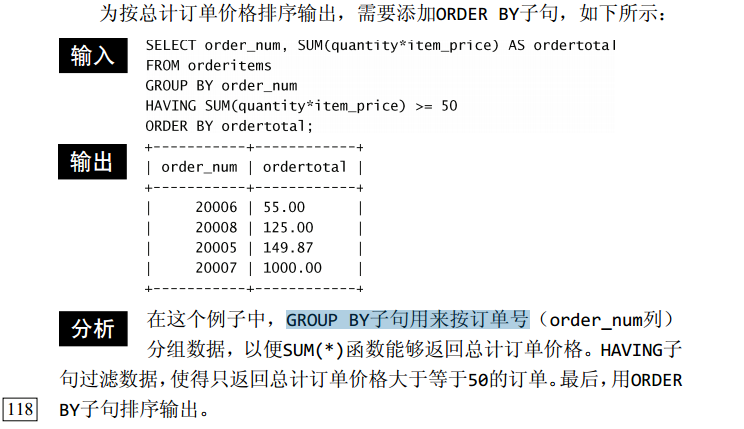 为按总计订单价格排序输出，需要添加ORDER BY子句，如下所示：
输入
SELECT order_num, SUM(quantity*item_price) AS ordertotal
FROM orderitems
GROUP BY order_num
HAVING SUM(quantity*item_price) >= 50
ORDER BY ordertotal;
输出
+-----------+------------+
| order_num | ordertotal |
+-----------+------------+
|     20006 | 55.00      |
|     20008 | 125.00     |
|     20005 | 149.87     |
|     20007 | 1000.00    |
+-----------+------------+
分析
在这个例子中，GROUP BY子句用来按订单号（order_num列）
分组数据，以便SUM(*)函数能够返回总计订单价格。HAVING子
句过滤数据，使得只返回总计订单价格大于等于50的订单。最后，用ORDER
118
BY子句排序输出。